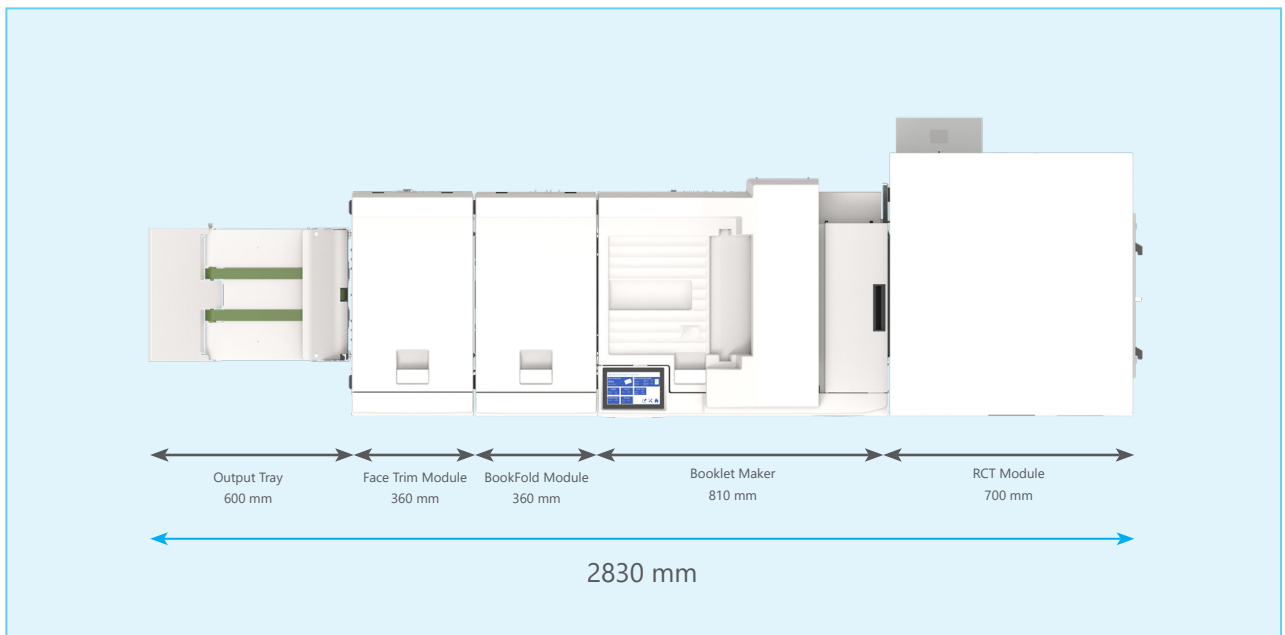 Output Tray
600 mm
Face Trim Module
360 mm
BookFold Module
360 mm
Booklet Maker
810 mm
RCT Module
700 mm
2830 mm